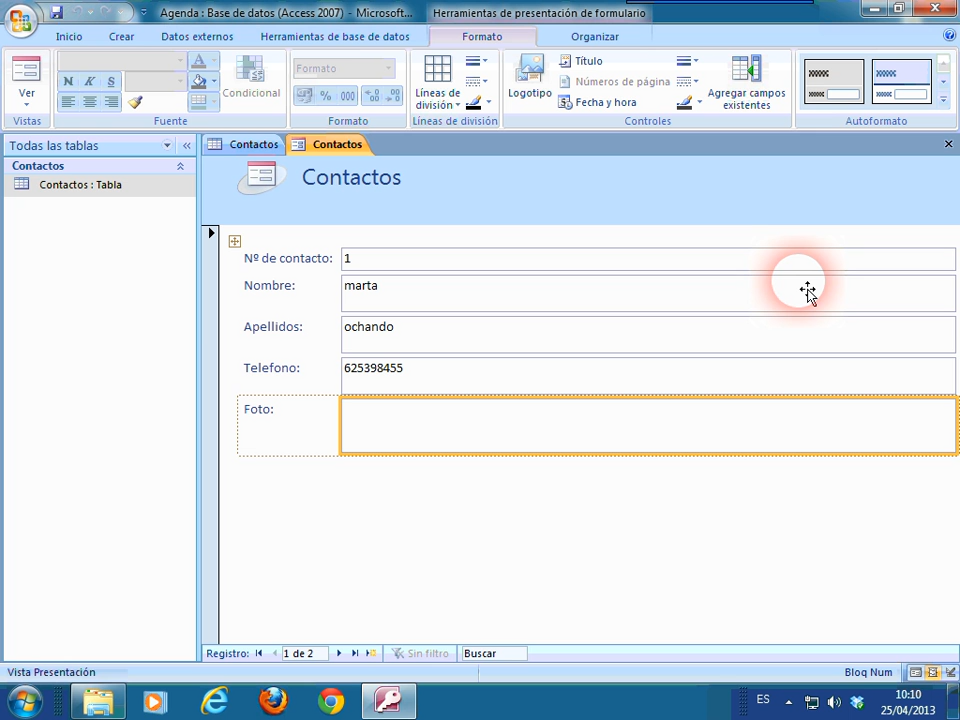 Agenda : Base de datos (Access 2007) - Microsoft...
Herramientas de presentación de formulario
Inicio
Crear
Datos externos
Herramientas de base de datos
Formato
Organizar
Ver
Vistas
N K S
Fuente
Condicional
Formato
% 000
Formato
Líneas de división
Líneas de división
Logotipo
Título
Números de página
Fecha y hora
Controles
Agregar campos existentes
Autoformato
Todas las tablas
Contactos
Contactos : Tabla
Contactos
Contactos
Contactos
Nº de contacto: 1
Nombre: marta
Apellidos: ochando
Telefono: 625398455
Foto:
Registro: 1 de 2 Sin filtro Buscar
Vista Presentación
Bloq Num
ES
10:10
25/04/2013